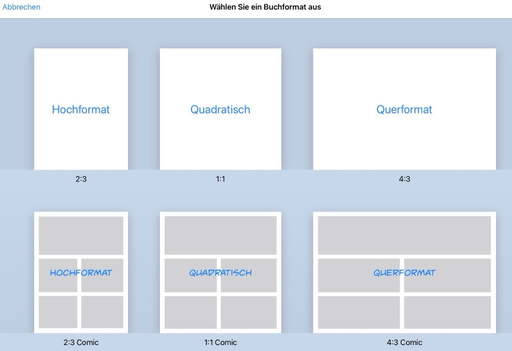 Abbrechen Wählen Sie ein Buchformat aus
Hochformat Quadratisch Querformat
2:3 1:1 4:3
HOCHFORMAT QUADRATISCH QUERFORMAT
2:3 Comic 1:1 Comic 4:3 Comic